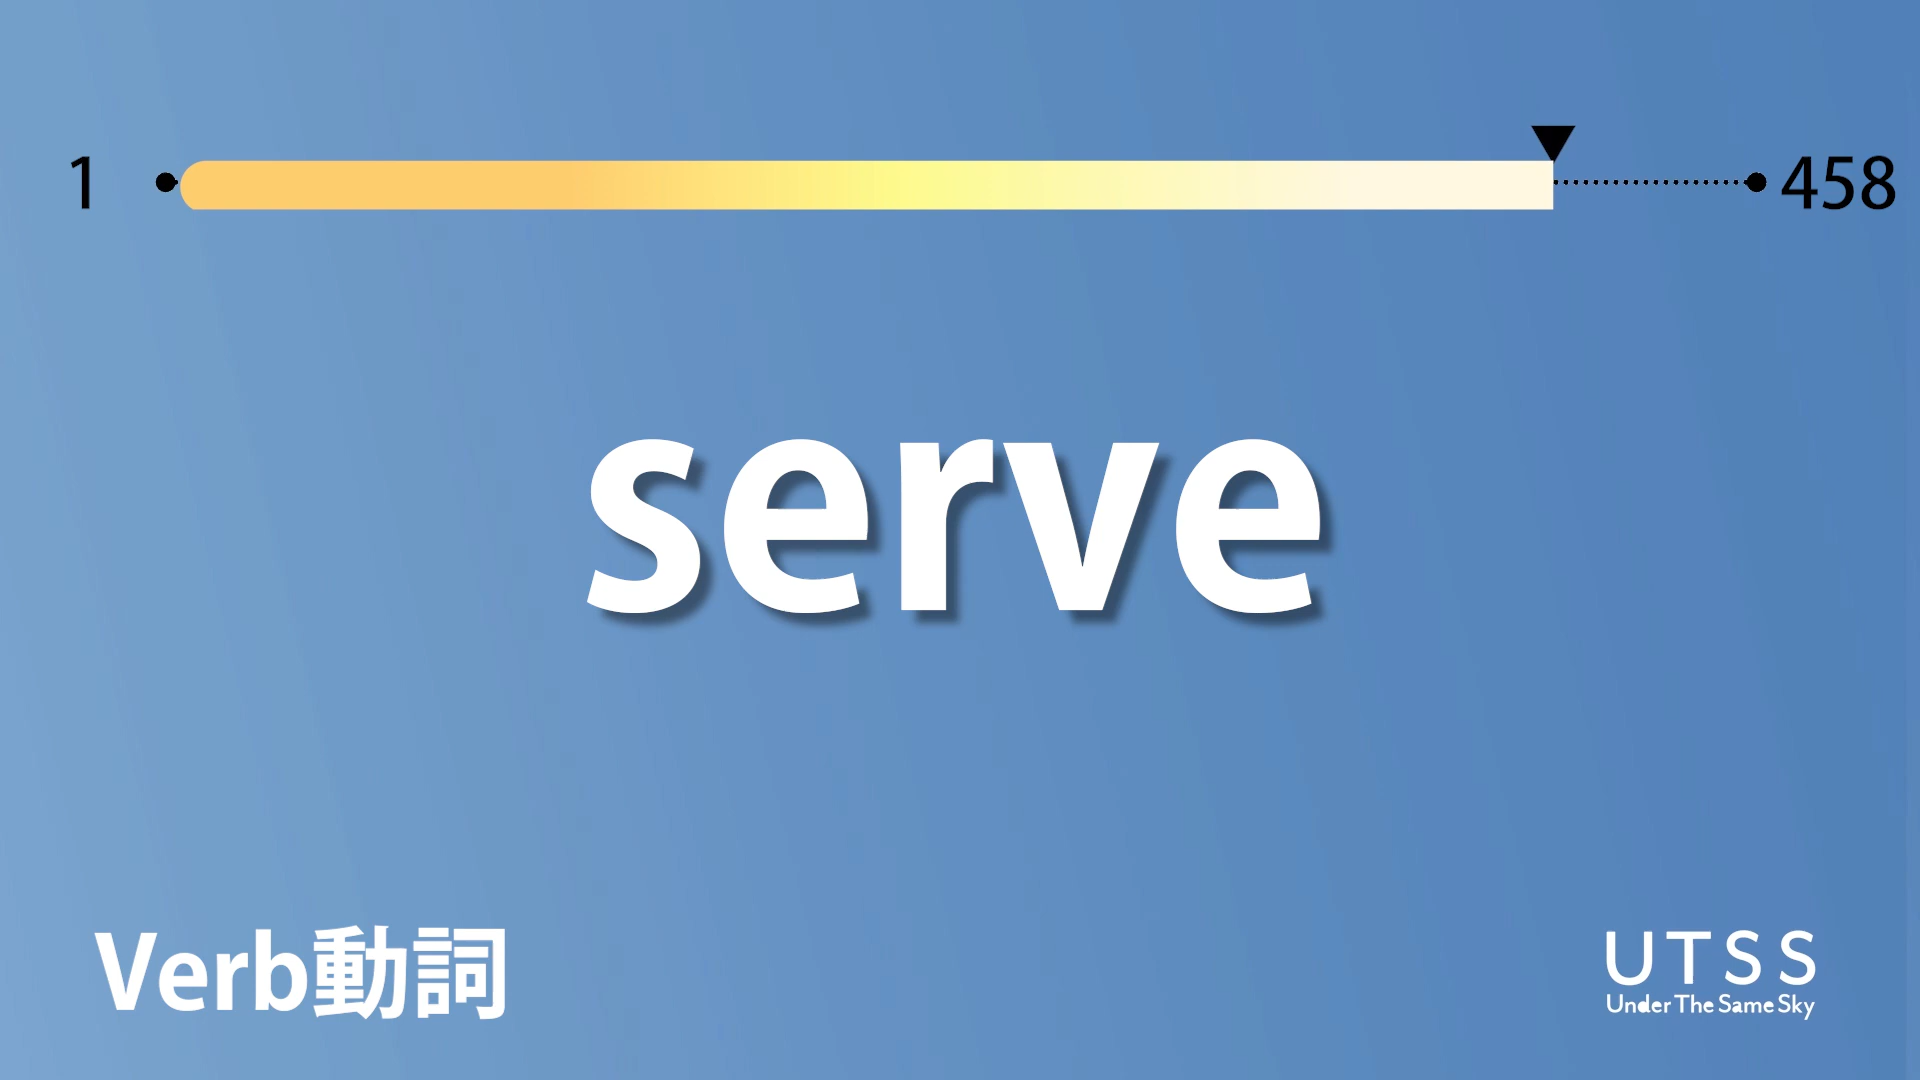 1
458
serve
Verb動詞
UTSS
Under The Same Sky